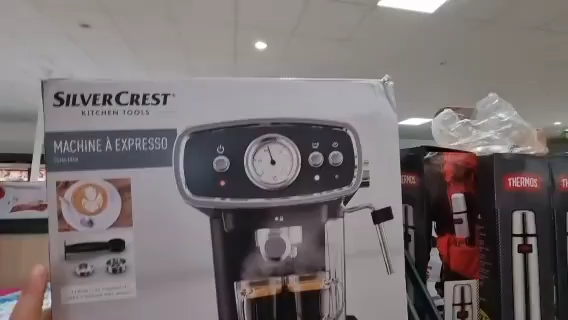 SILVERCREST®
KITCHEN TOOLS
MACHINE À EXPRESSO
THERMOS
THERMOS